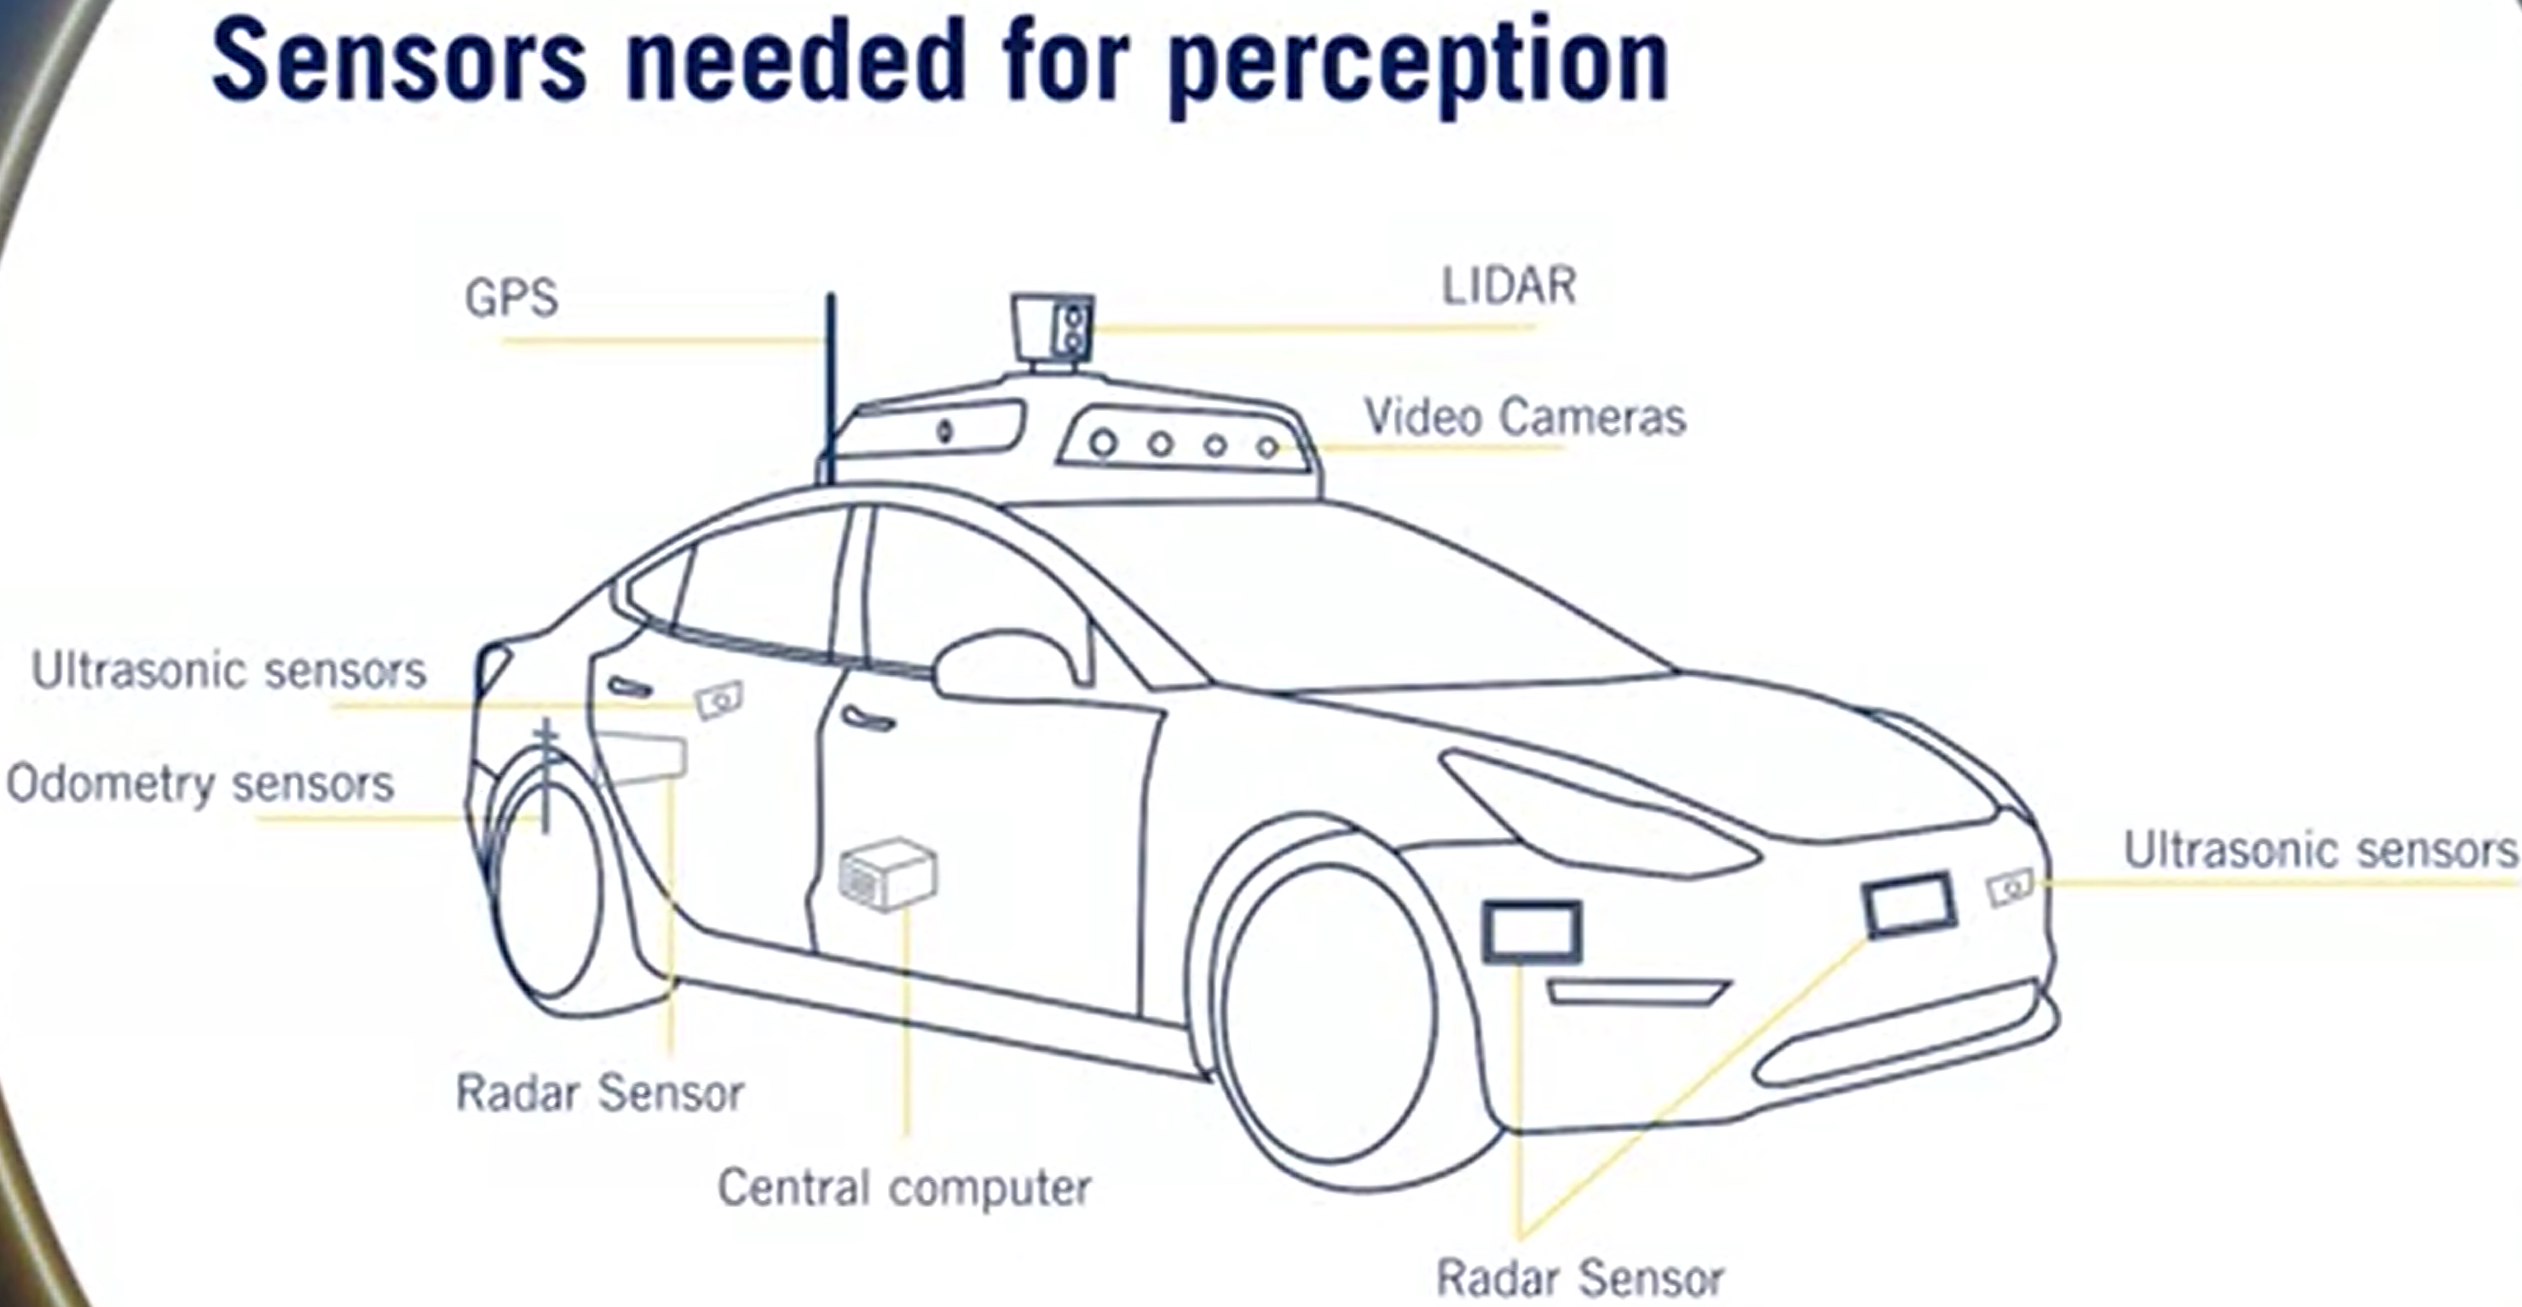 Sensors needed for perception
GPS
LIDAR
Video Cameras
Ultrasonic sensors
Odometry sensors
Ultrasonic sensors
Radar Sensor
Central computer
Radar Sensor